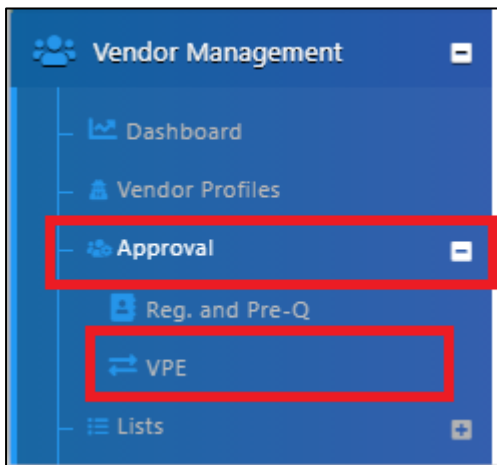 Vendor Management
Dashboard
Vendor Profiles
Approval
Reg. and Pre-Q
VPE
Lists